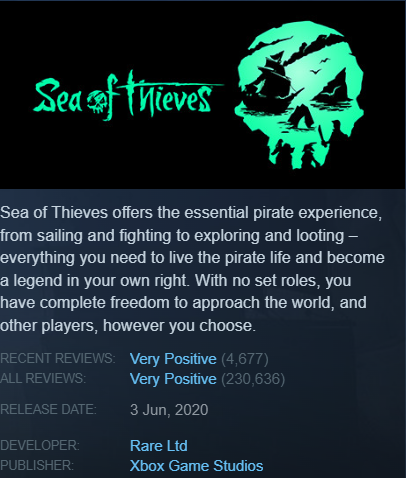 Sea of Thieves
Sea of Thieves offers the essential pirate experience,
from sailing and fighting to exploring and looting –
everything you need to live the pirate life and become
a legend in your own right. With no set roles, you
have complete freedom to approach the world, and
other players, however you choose.
RECENT REVIEWS: Very Positive (4,677)
ALL REVIEWS: Very Positive (230,636)
RELEASE DATE: 3 Jun, 2020
DEVELOPER: Rare Ltd
PUBLISHER: Xbox Game Studios